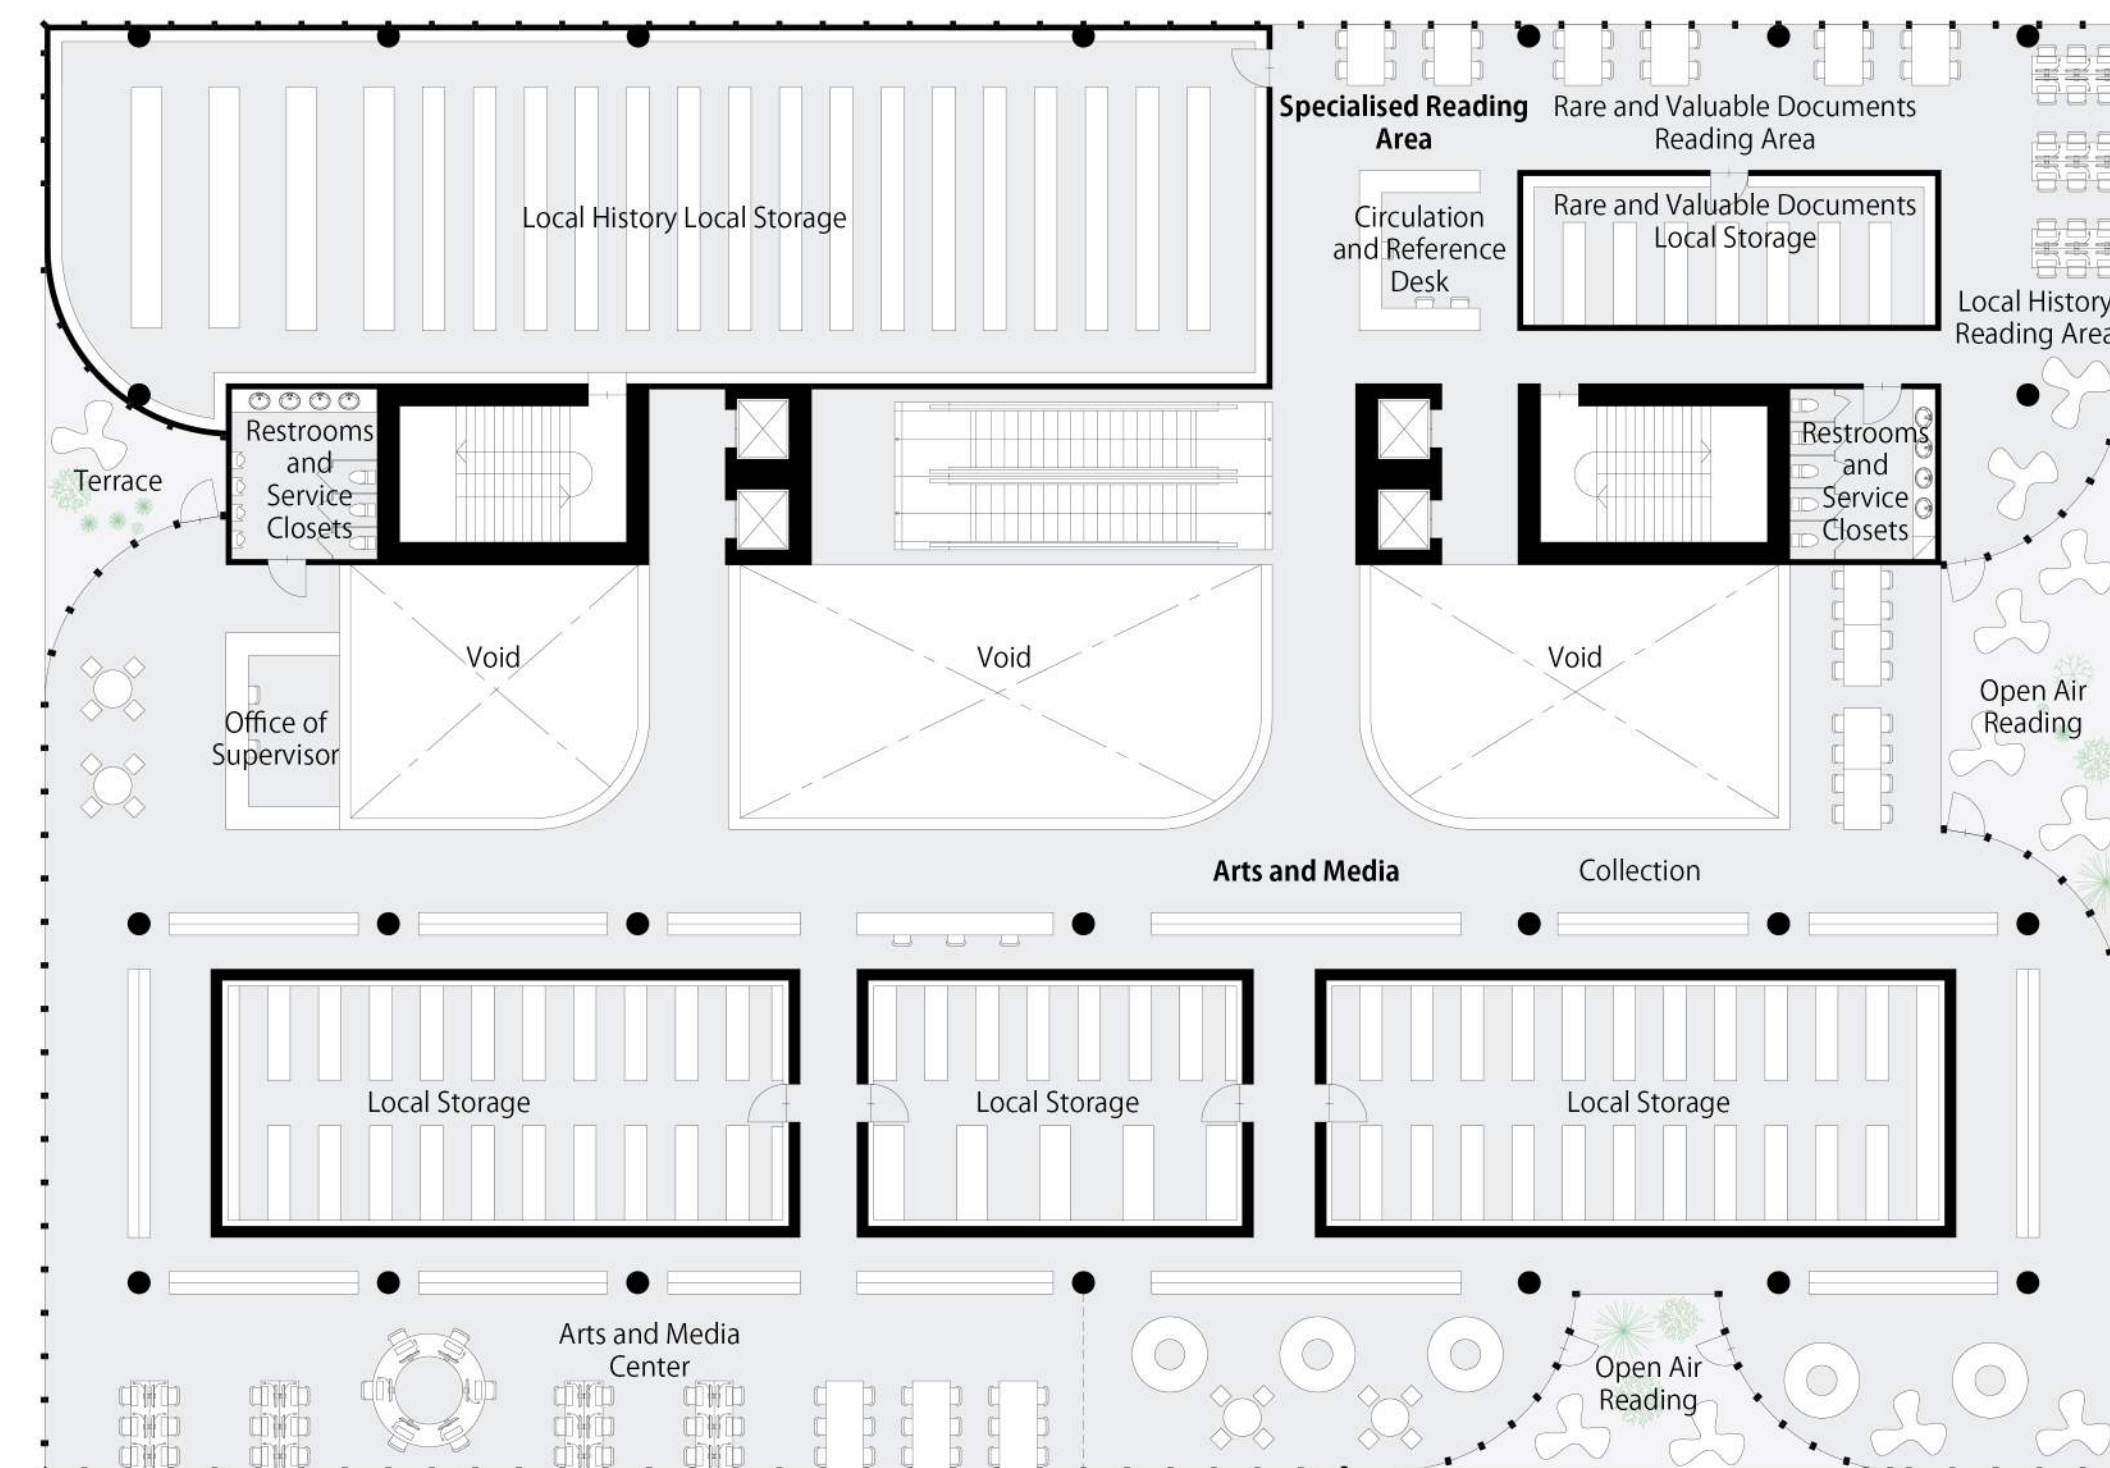 Specialised Reading
Area
Rare and Valuable Documents
Reading Area
Local History Local Storage
Circulation
and Reference
Desk
Rare and Valuable Documents
Local Storage
Local History
Reading Area
Terrace
Restrooms
and
Service
Closets
Restrooms
and
Service
Closets
Void
Void
Void
Office of
Supervisor
Open Air
Reading
Arts and Media
Collection
Local Storage
Local Storage
Local Storage
Arts and Media
Center
Open Air
Reading